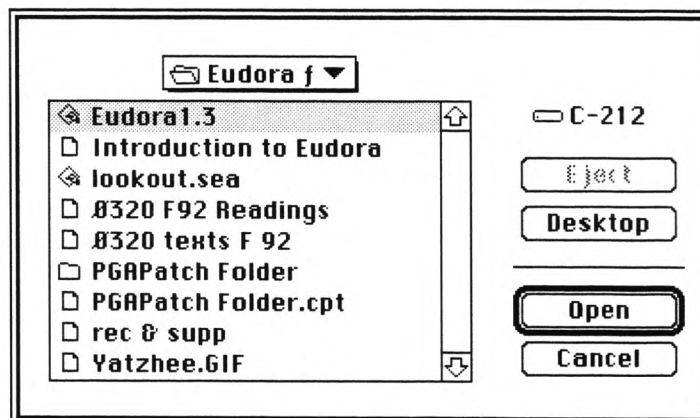 Eudora ƒ
Eudora1.3
Introduction to Eudora
lookout.sea
Ø320 F92 Readings
Ø320 texts F 92
PGAPatch Folder
PGAPatch Folder.cpt
rec & supp
Yatzhee.GIF
C-212
Eject
Desktop
Open
Cancel